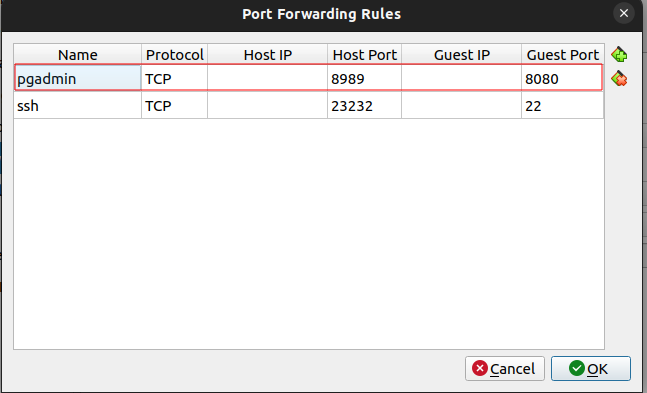 Port Forwarding Rules
Name Protocol Host IP Host Port Guest IP Guest Port
pgadmin TCP 8989 8080
ssh TCP 23232 22
Cancel OK